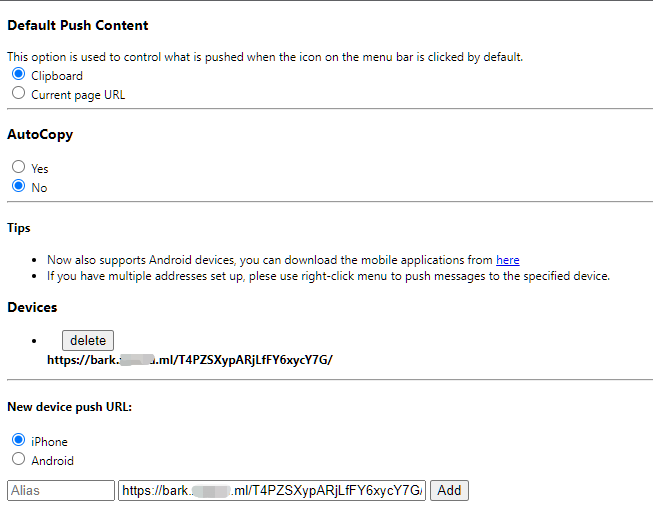 Default Push Content
This option is used to control what is pushed when the icon on the menu bar is clicked by default.
Clipboard
Current page URL
AutoCopy
Yes
No
Tips
Now also supports Android devices, you can download the mobile applications from here
If you have multiple addresses set up, plese use right-click menu to push messages to the specified device.
Devices
delete
https://bark. .ml/T4PZSXypARjLfFY6xycY7G/
New device push URL:
iPhone
Android
Alias https://bark. .ml/T4PZSXypARjLfFY6xycY7G/ Add